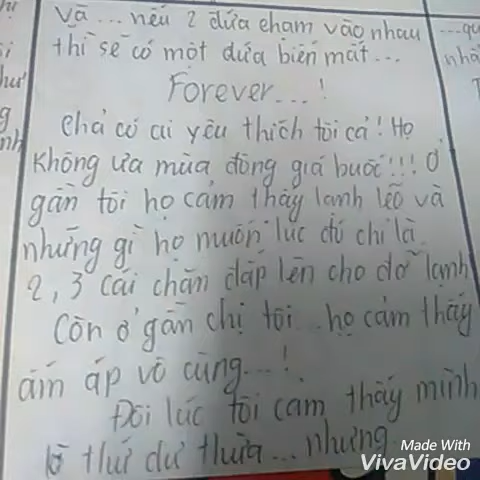 Và... nếu 2 đứa chạm vào nhau
thì sẽ có một đứa biến mất...
Forever...!
Chả có ai yêu thích tôi cả! Họ
không ưa mùa đông giá buốc!!! Ở
gần tôi họ cảm thấy lạnh lẽo và
những gì họ muốn lúc đó chỉ là
2, 3 cái chăn đắp lên cho đỡ lạnh
Còn ở gần chị tôi... họ cảm thấy
ấm áp vô cùng...!
Đôi lúc tôi cảm thấy mình
là thứ dư thừa... nhưng
Made With
VivaVideo